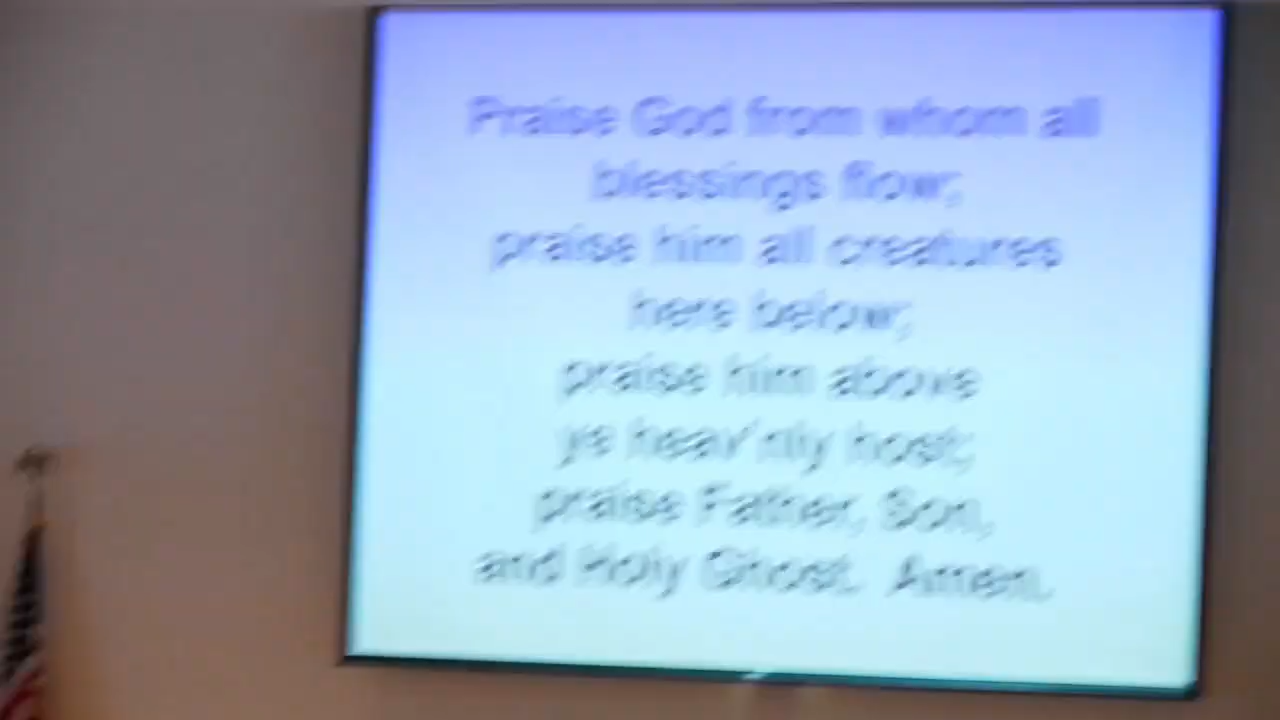 Praise God from whom all
blessings flow;
praise him all creatures
here below;
praise him above
ye heav'nly host;
praise Father, Son,
and Holy Ghost. Amen.